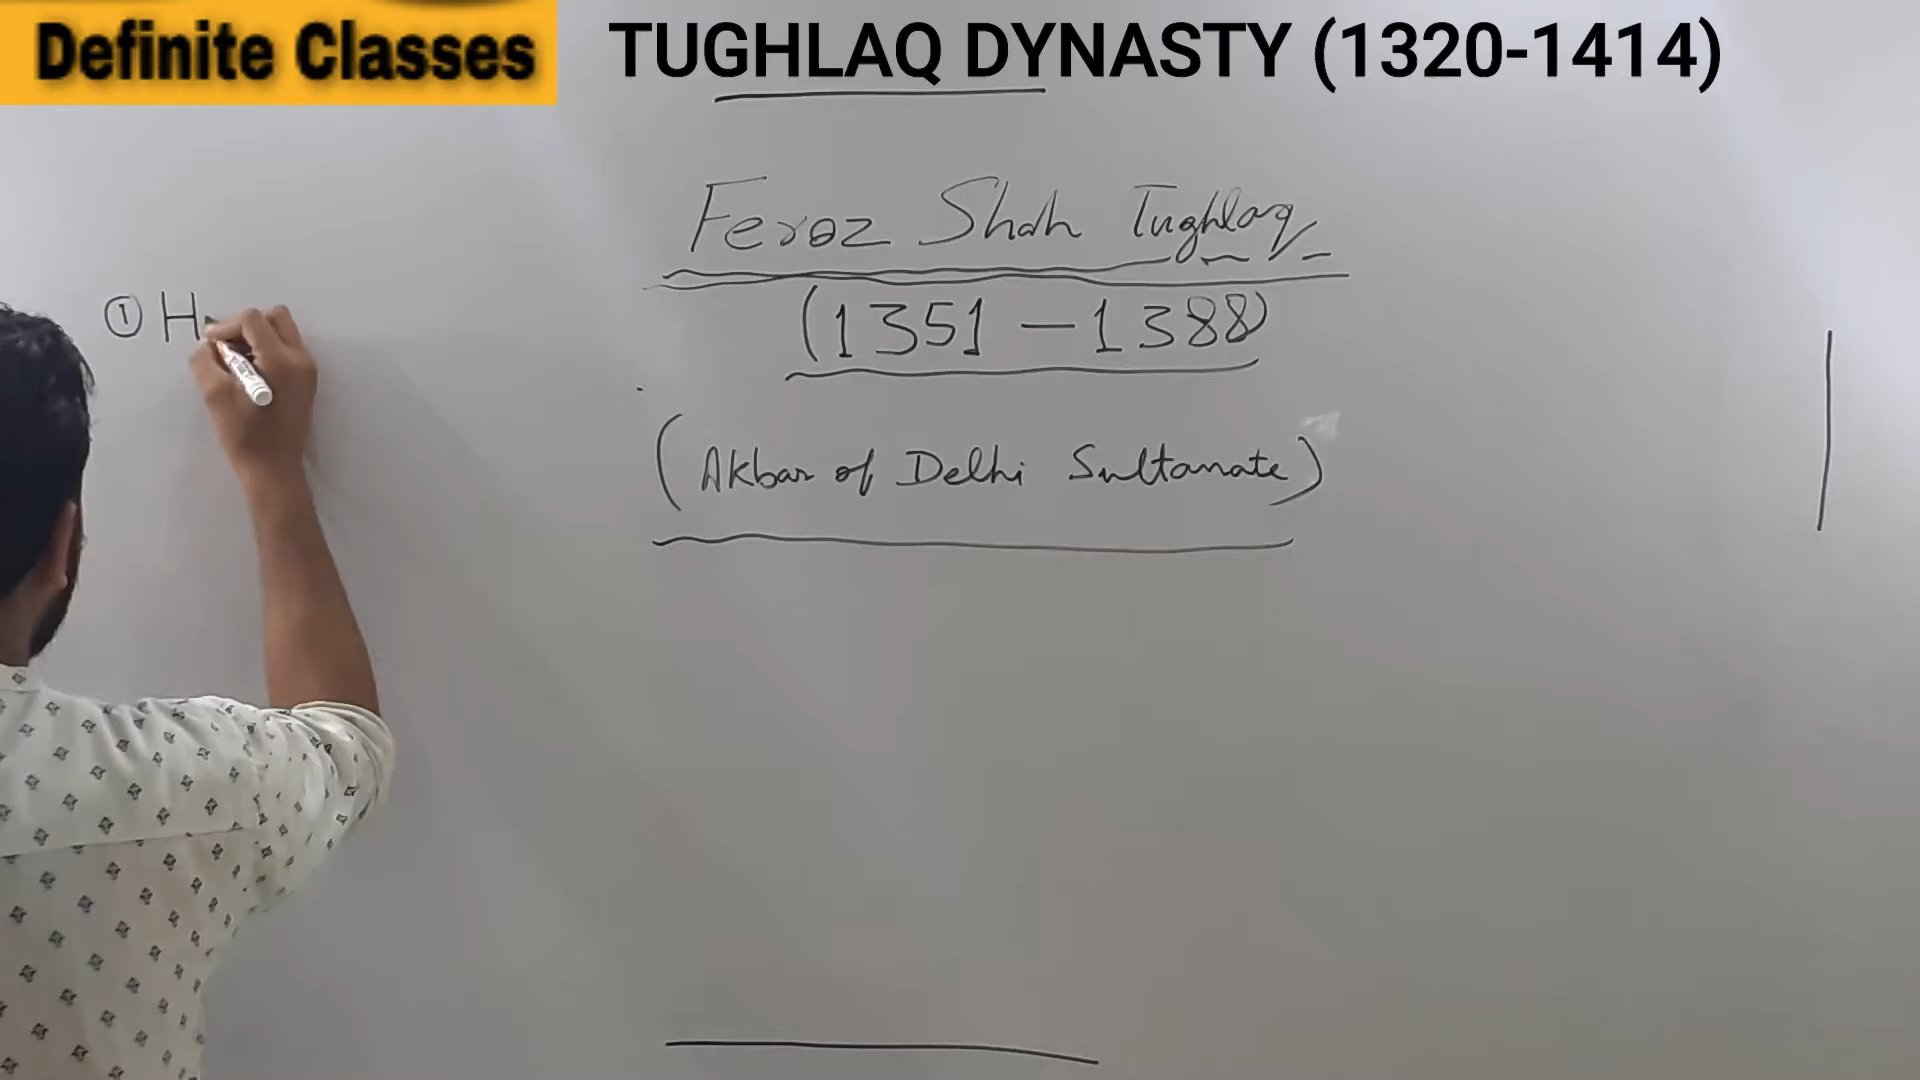 Definite Classes
TUGHLAQ DYNASTY (1320-1414)
Feroz Shah Tughlaq
(1351 – 1388)
(Akbar of Delhi Sultanate)
① H